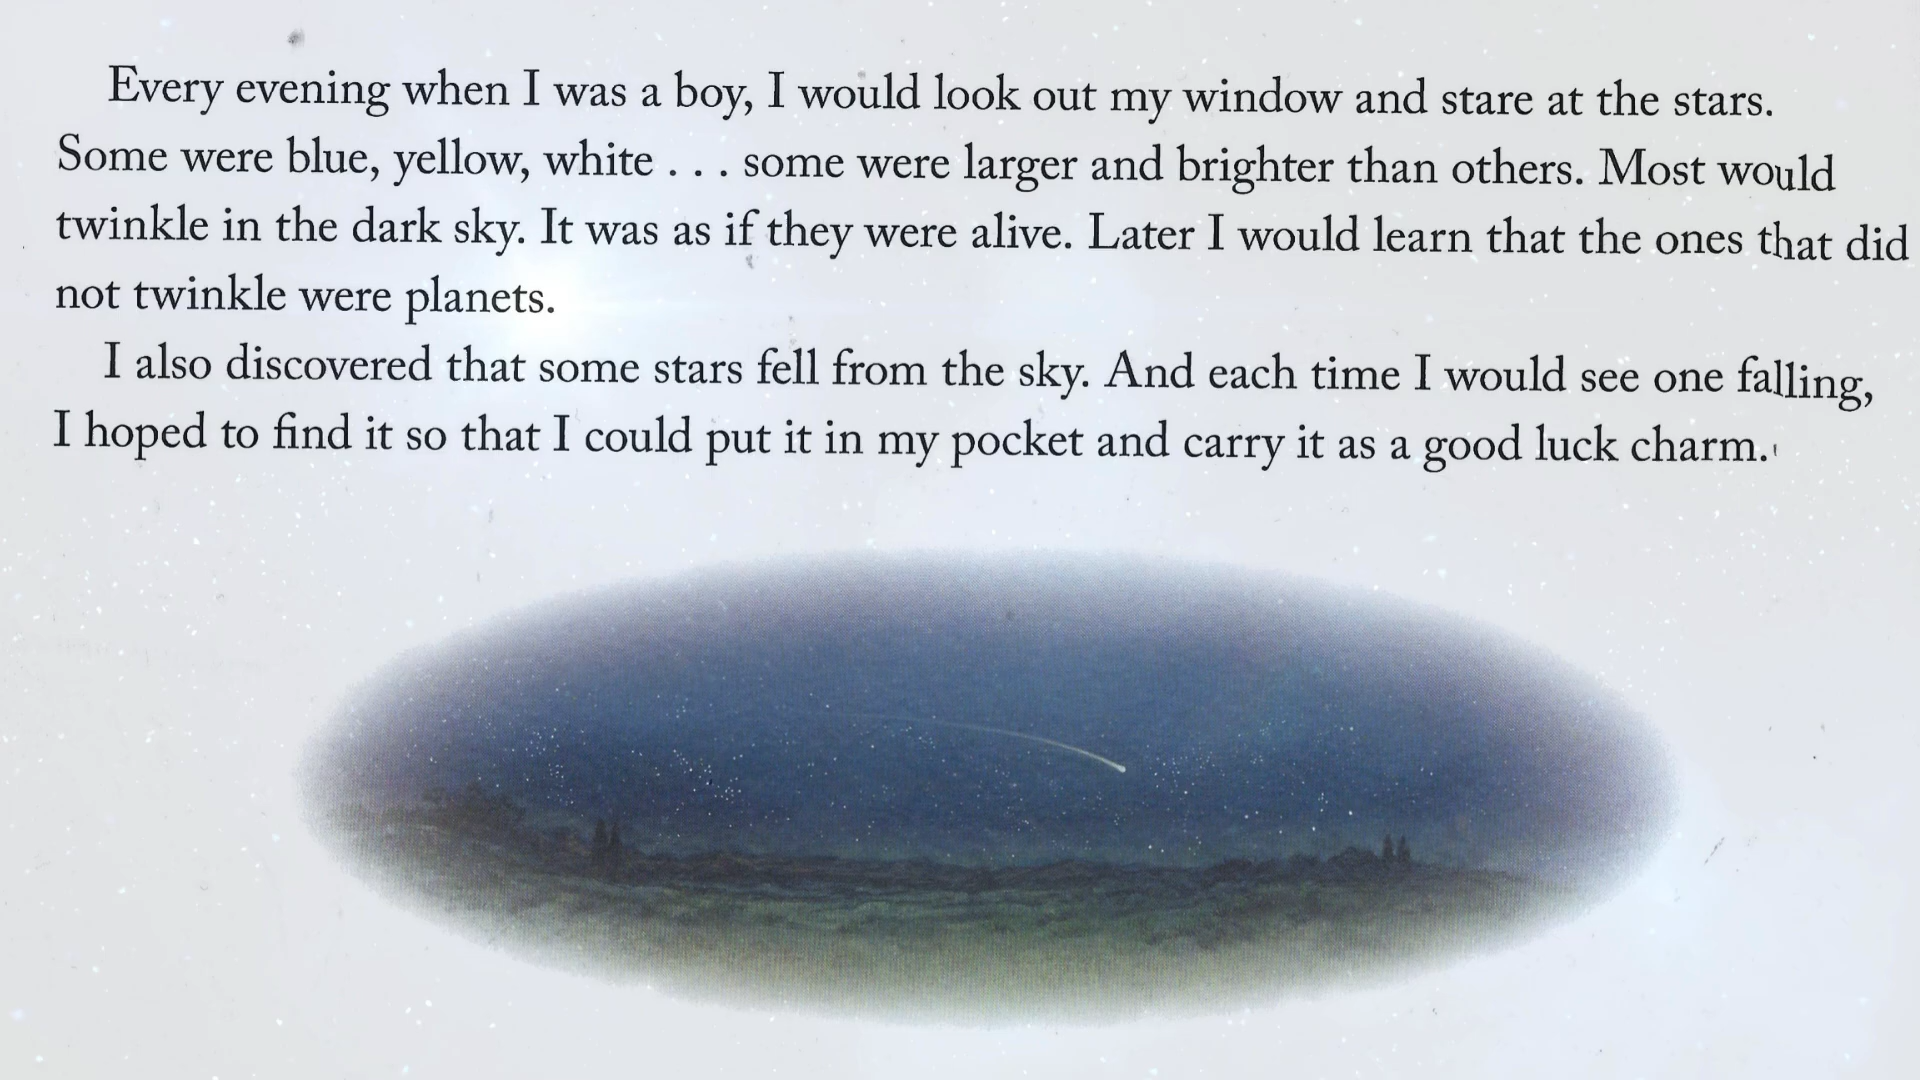 Every evening when I was a boy, I would look out my window and stare at the stars.
Some were blue, yellow, white . . . some were larger and brighter than others. Most would
twinkle in the dark sky. It was as if they were alive. Later I would learn that the ones that did
not twinkle were planets.
I also discovered that some stars fell from the sky. And each time I would see one falling,
I hoped to find it so that I could put it in my pocket and carry it as a good luck charm.